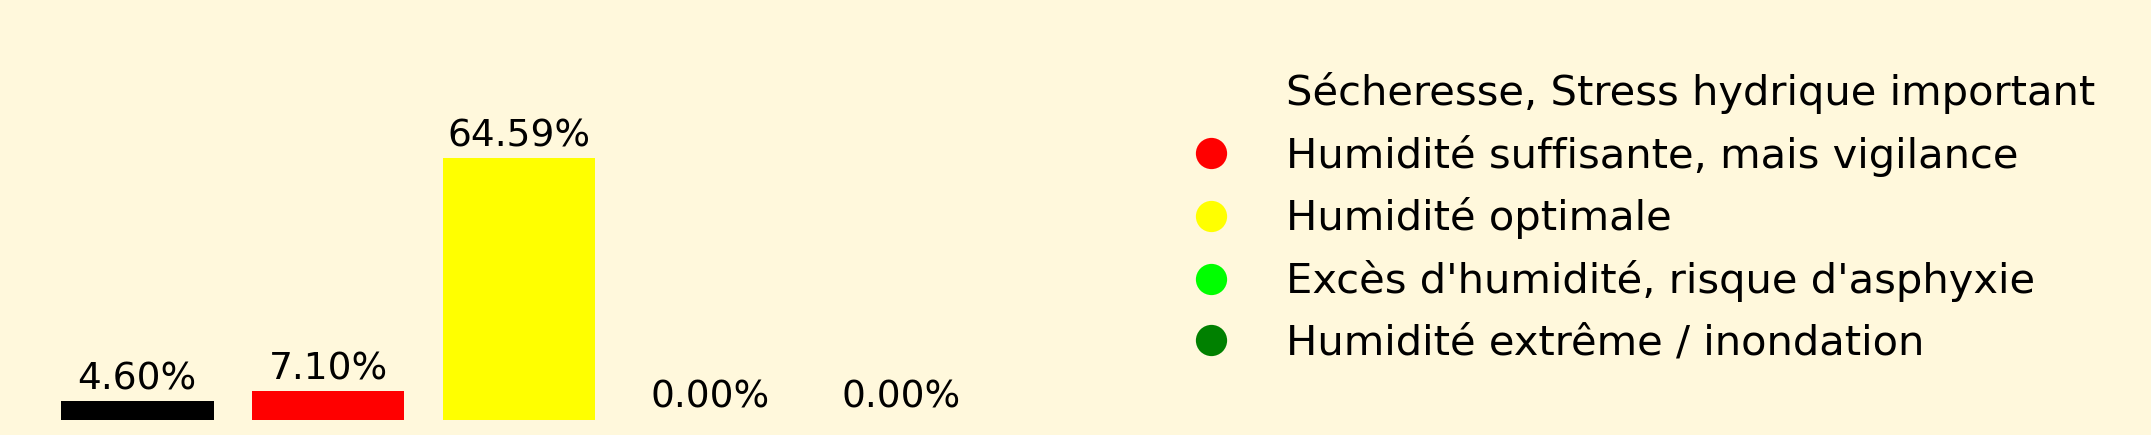 64.59%
4.60%
7.10%
0.00%
0.00%
Sécheresse, Stress hydrique important
Humidité suffisante, mais vigilance
Humidité optimale
Excès d'humidité, risque d'asphyxie
Humidité extrême / inondation